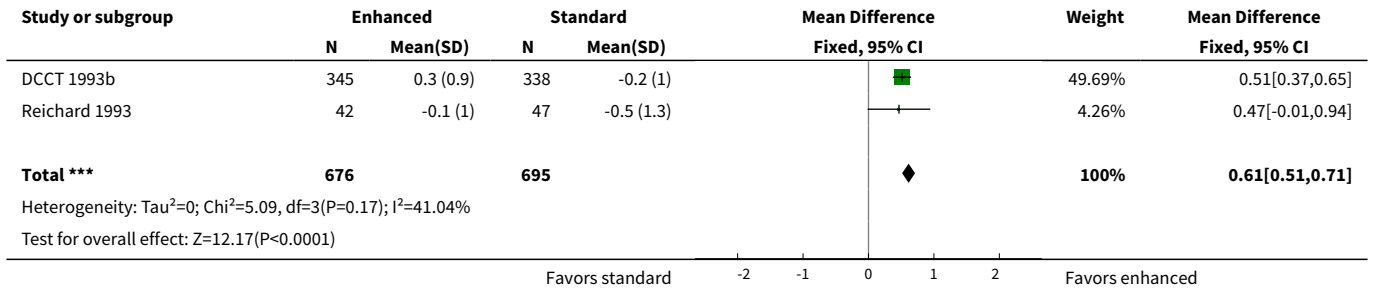 Study or subgroup Enhanced Standard Mean Difference Weight Mean Difference
N Mean(SD) N Mean(SD) Fixed, 95% CI Fixed, 95% CI
DCCT 1993b 345 0.3 (0.9) 338 -0.2 (1) 49.69% 0.51[0.37,0.65]
Reichard 1993 42 -0.1 (1) 47 -0.5 (1.3) 4.26% 0.47[-0.01,0.94]
Total *** 676 695 100% 0.61[0.51,0.71]
Heterogeneity: Tau²=0; Chi²=5.09, df=3(P=0.17); I²=41.04%
Test for overall effect: Z=12.17(P<0.0001)
Favors standard -2 -1 0 1 2 Favors enhanced